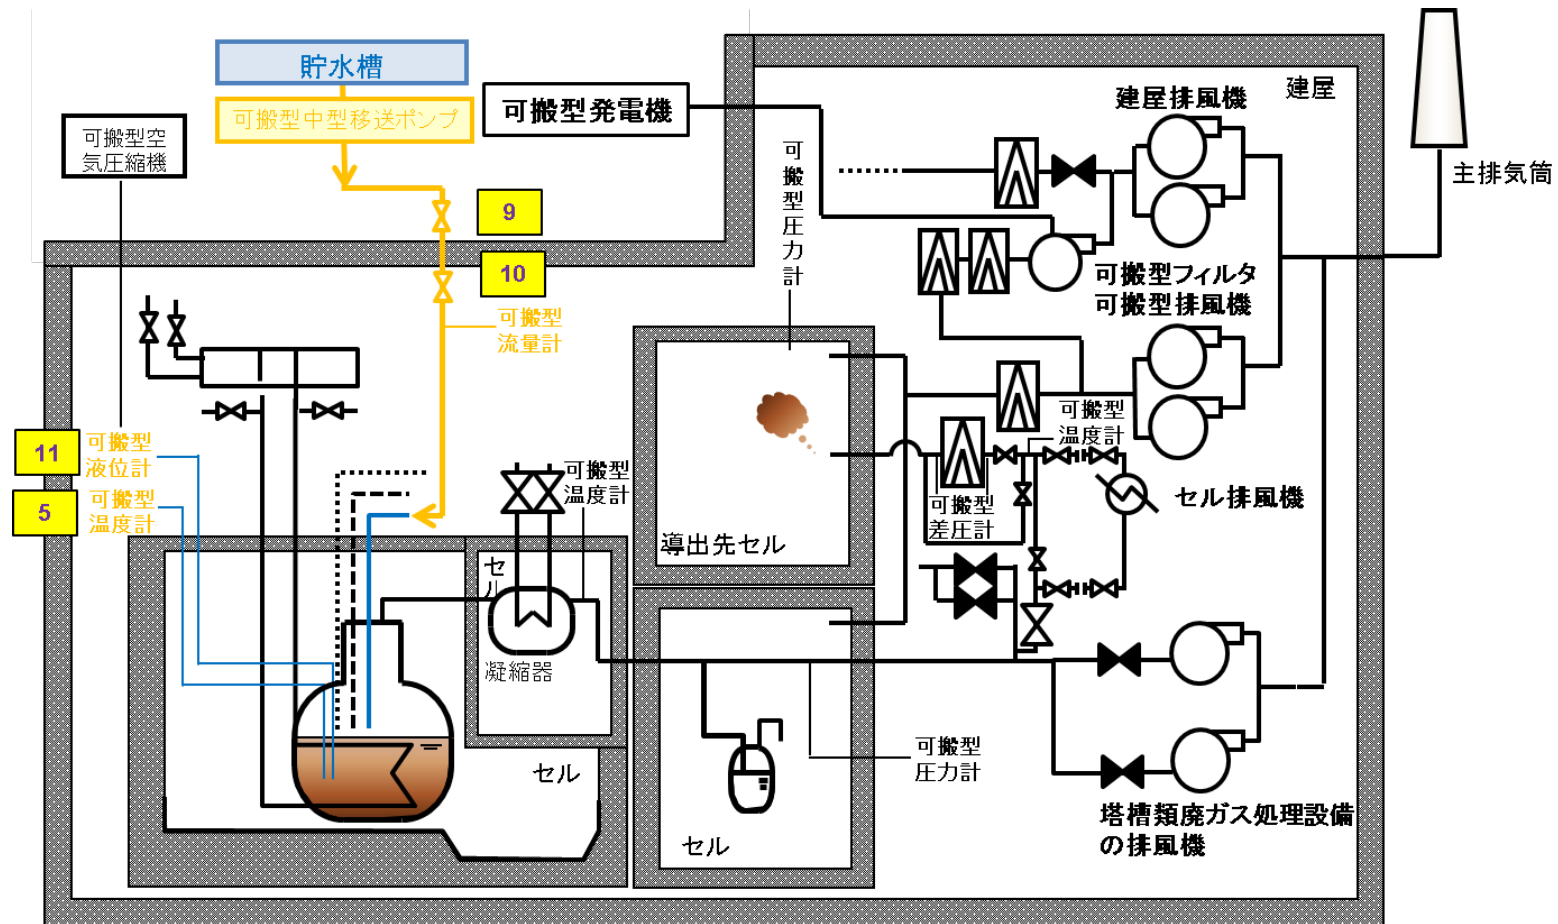 貯水槽
可搬型中型移送ポンプ
可搬型発電機
可搬型空
気圧縮機
建屋
建屋排風機
主排気筒
可搬型圧力計
9
10
可搬型
流量計
可搬型フィルタ
可搬型排風機
11
可搬型
液位計
5
可搬型
温度計
可搬型
温度計
可搬型
温度計
可搬型
差圧計
セル排風機
導出先セル
セル
凝縮器
セル
可搬型
圧力計
セル
塔槽類廃ガス処理設備
の排風機